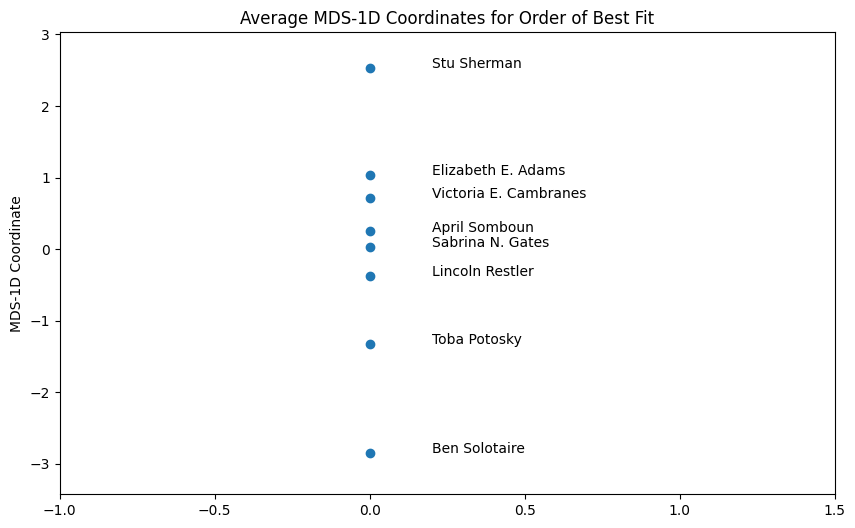 Average MDS-1D Coordinates for Order of Best Fit
MDS-1D Coordinate
3
2
1
0
−1
−2
−3
Stu Sherman
Elizabeth E. Adams
Victoria E. Cambranes
April Somboun
Sabrina N. Gates
Lincoln Restler
Toba Potosky
Ben Solotaire
−1.0 −0.5 0.0 0.5 1.0 1.5